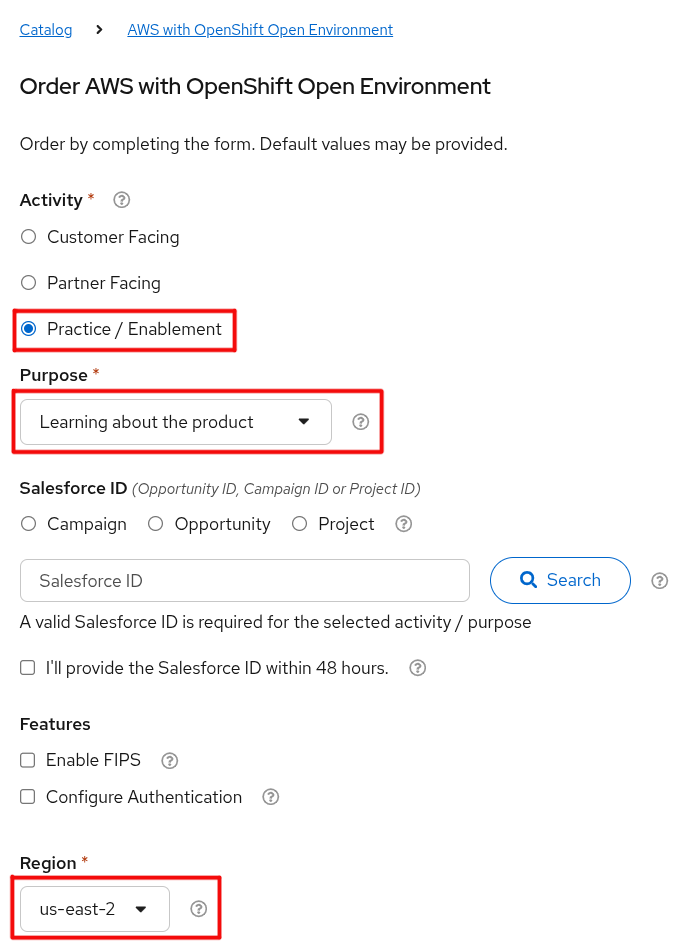 Catalog > AWS with OpenShift Open Environment
Order AWS with OpenShift Open Environment
Order by completing the form. Default values may be provided.
Activity *
Customer Facing
Partner Facing
Practice / Enablement
Purpose *
Learning about the product
Salesforce ID (Opportunity ID, Campaign ID or Project ID)
Campaign Opportunity Project
Salesforce ID Search
A valid Salesforce ID is required for the selected activity / purpose
I'll provide the Salesforce ID within 48 hours.
Features
Enable FIPS
Configure Authentication
Region *
us-east-2